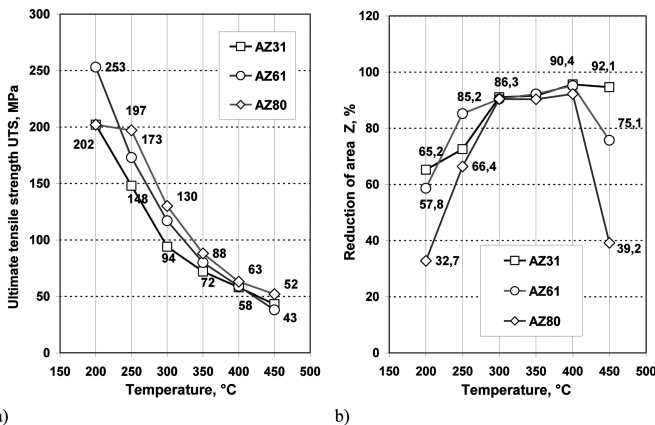 Ultimate tensile strength UTS, MPa
300
250
200
150
100
50
0
150 200 250 300 350 400 450 500
Temperature, °C
AZ31
AZ61
AZ80
253
202
197
173
148
130
94
88
72
63
58
52
43
a)
Reduction of area Z, %
120
100
80
60
40
20
0
150 200 250 300 350 400 450 500
Temperature, °C
65,2
57,8
32,7
85,2
66,4
86,3
90,4
92,1
75,1
39,2
AZ31
AZ61
AZ80
b)